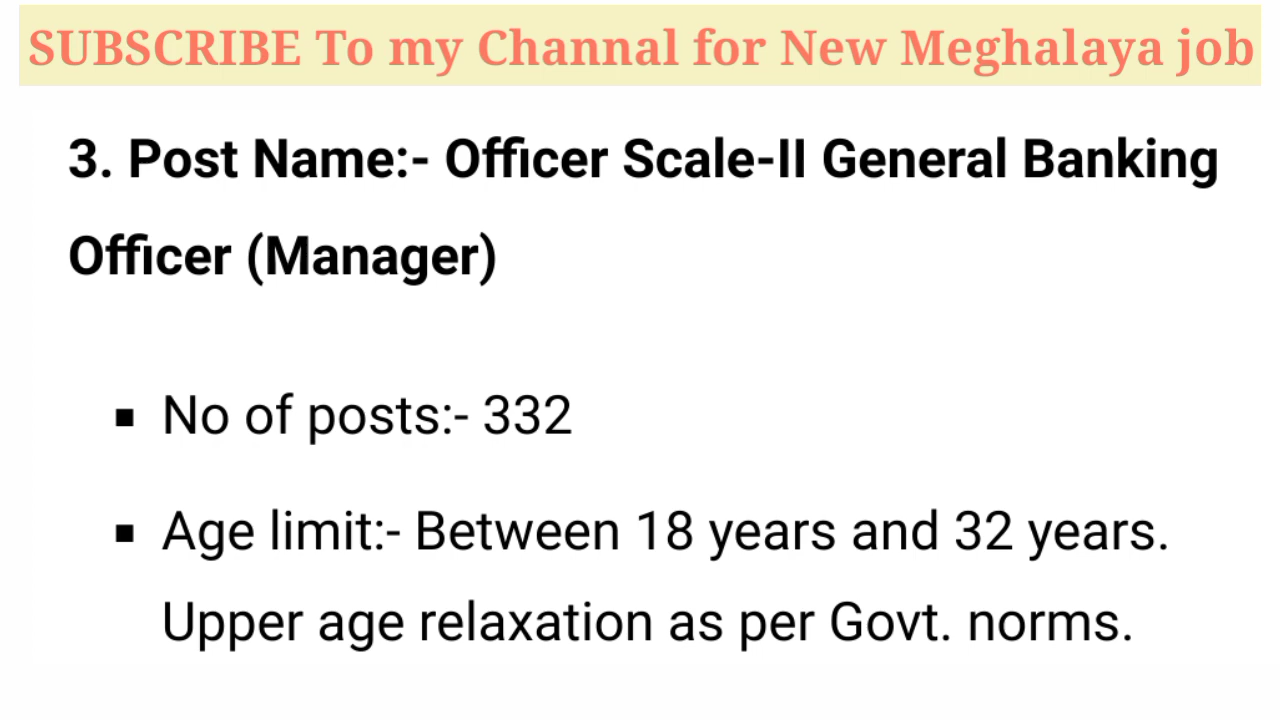 SUBSCRIBE To my Channal for New Meghalaya job
3. Post Name:- Officer Scale-II General Banking
Officer (Manager)
▪ No of posts:- 332
▪ Age limit:- Between 18 years and 32 years.
Upper age relaxation as per Govt. norms.